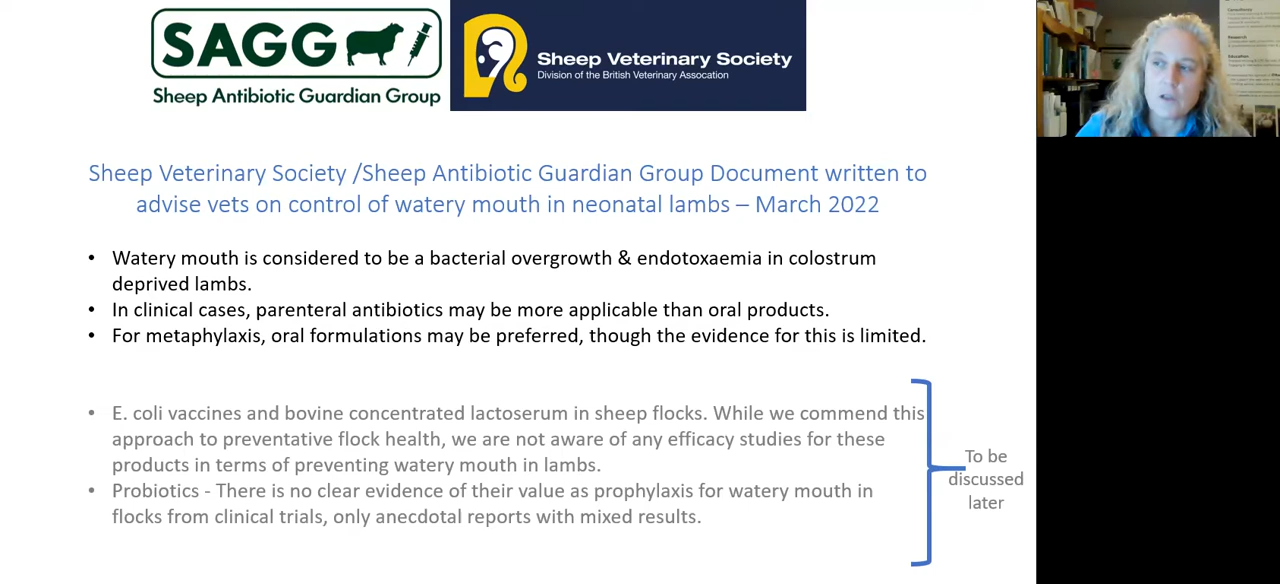 SAGG
Sheep Antibiotic Guardian Group
Sheep Veterinary Society
Division of the British Veterinary Assocation
Sheep Veterinary Society /Sheep Antibiotic Guardian Group Document written to
advise vets on control of watery mouth in neonatal lambs – March 2022
• Watery mouth is considered to be a bacterial overgrowth & endotoxaemia in colostrum
deprived lambs.
• In clinical cases, parenteral antibiotics may be more applicable than oral products.
• For metaphylaxis, oral formulations may be preferred, though the evidence for this is limited.
• E. coli vaccines and bovine concentrated lactoserum in sheep flocks. While we commend this
approach to preventative flock health, we are not aware of any efficacy studies for these
products in terms of preventing watery mouth in lambs.
• Probiotics - There is no clear evidence of their value as prophylaxis for watery mouth in
flocks from clinical trials, only anecdotal reports with mixed results.
To be
discussed
later
Consultancy
Research
Education